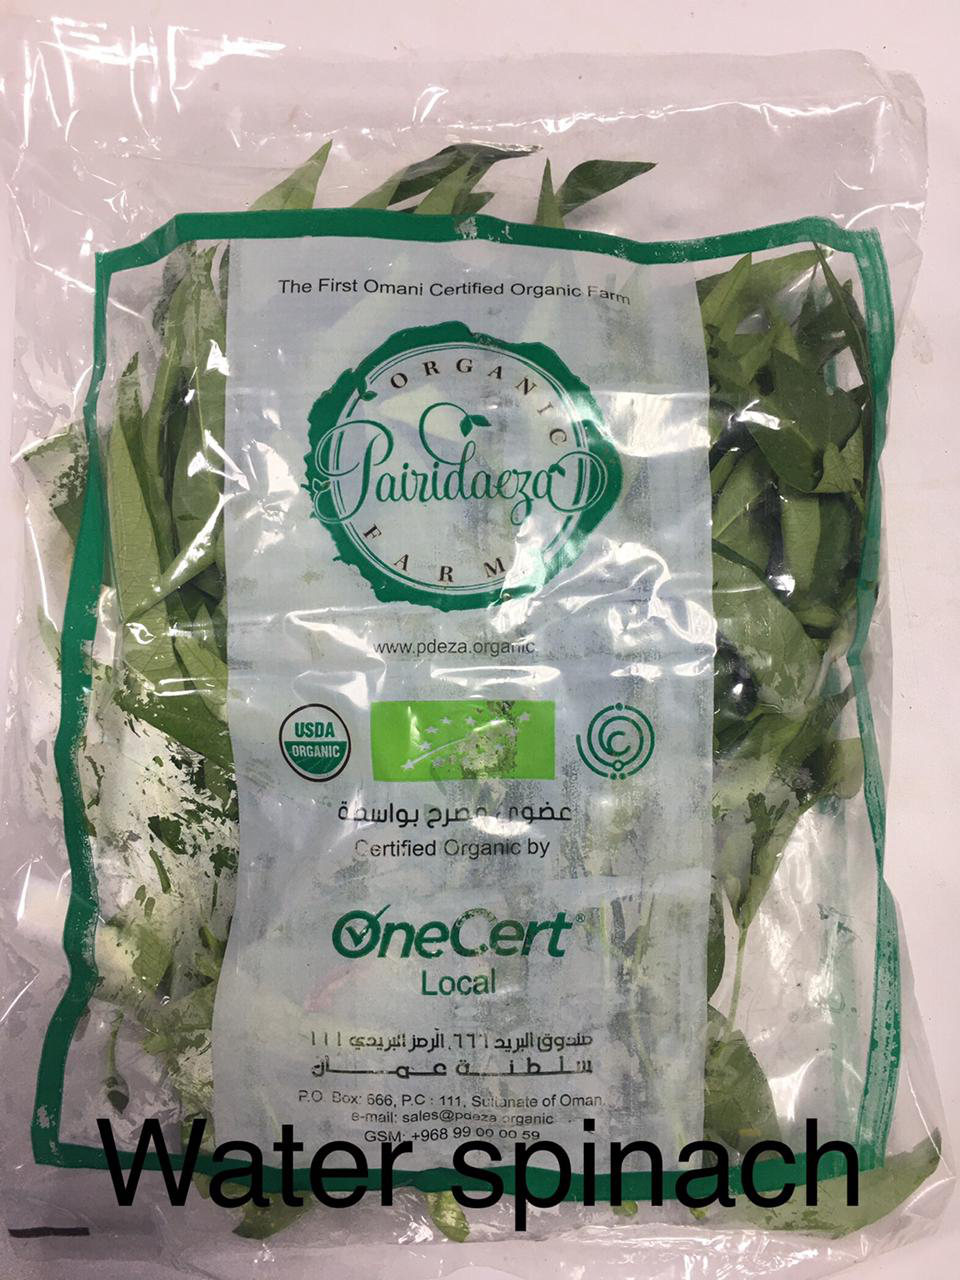 The First Omani Certified Organic Farm
ORGANIC
Pairidaeza
FARM
www.pdeza.organic
USDA
ORGANIC
عضوي مصرح بواسطة
Certified Organic by
OneCert®
Local
صندوق البريد ٦٦٦, الرمز البريدي ١١١
سلطنة عمان
P.O. Box: 666, P.C : 111, Sultanate of Oman.
e-mail: sales@pdeza.organic
GSM: +968 99 00 00 59
Water spinach